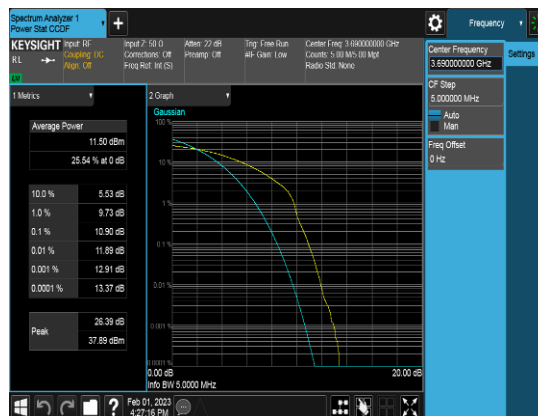 Spectrum Analyzer 1
Power Stat CCDF
Frequency
KEYSIGHT
RL
Input: RF
Coupling: DC
Align: Off
Input Z: 50 Ω
Corrections: Off
Freq Ref: Int (S)
Atten: 22 dB
Preamp: Off
Trig: Free Run
#IF Gain: Low
Center Freq: 3.690000000 GHz
Counts: 5.00 M/5.00 Mpt
Radio Std: None
Center Frequency
3.690000000 GHz
Settings
CF Step
5.000000 MHz
Auto
Man
Freq Offset
0 Hz
1 Metrics
Average Power
11.50 dBm
25.54 % at 0 dB
10.0 % 5.53 dB
1.0 % 9.73 dB
0.1 % 10.90 dB
0.01 % 11.89 dB
0.001 % 12.91 dB
0.0001 % 13.37 dB
Peak
26.39 dB
37.89 dBm
2 Graph
Gaussian
100 %
10 %
1 %
0.1 %
0.01 %
0.001 %
0.0001 %
0.00 dB 20.00 dB
Info BW 5.0000 MHz
Feb 01, 2023
4:27:16 PM